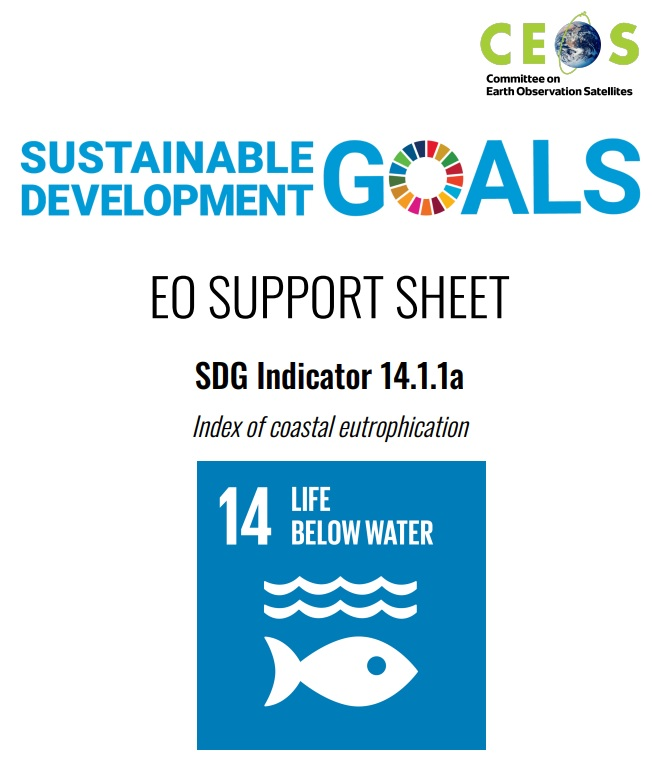 CEOS
Committee on
Earth Observation Satellites
SUSTAINABLE
DEVELOPMENT
GOALS
EO SUPPORT SHEET
SDG Indicator 14.1.1a
Index of coastal eutrophication
14 LIFE
BELOW WATER